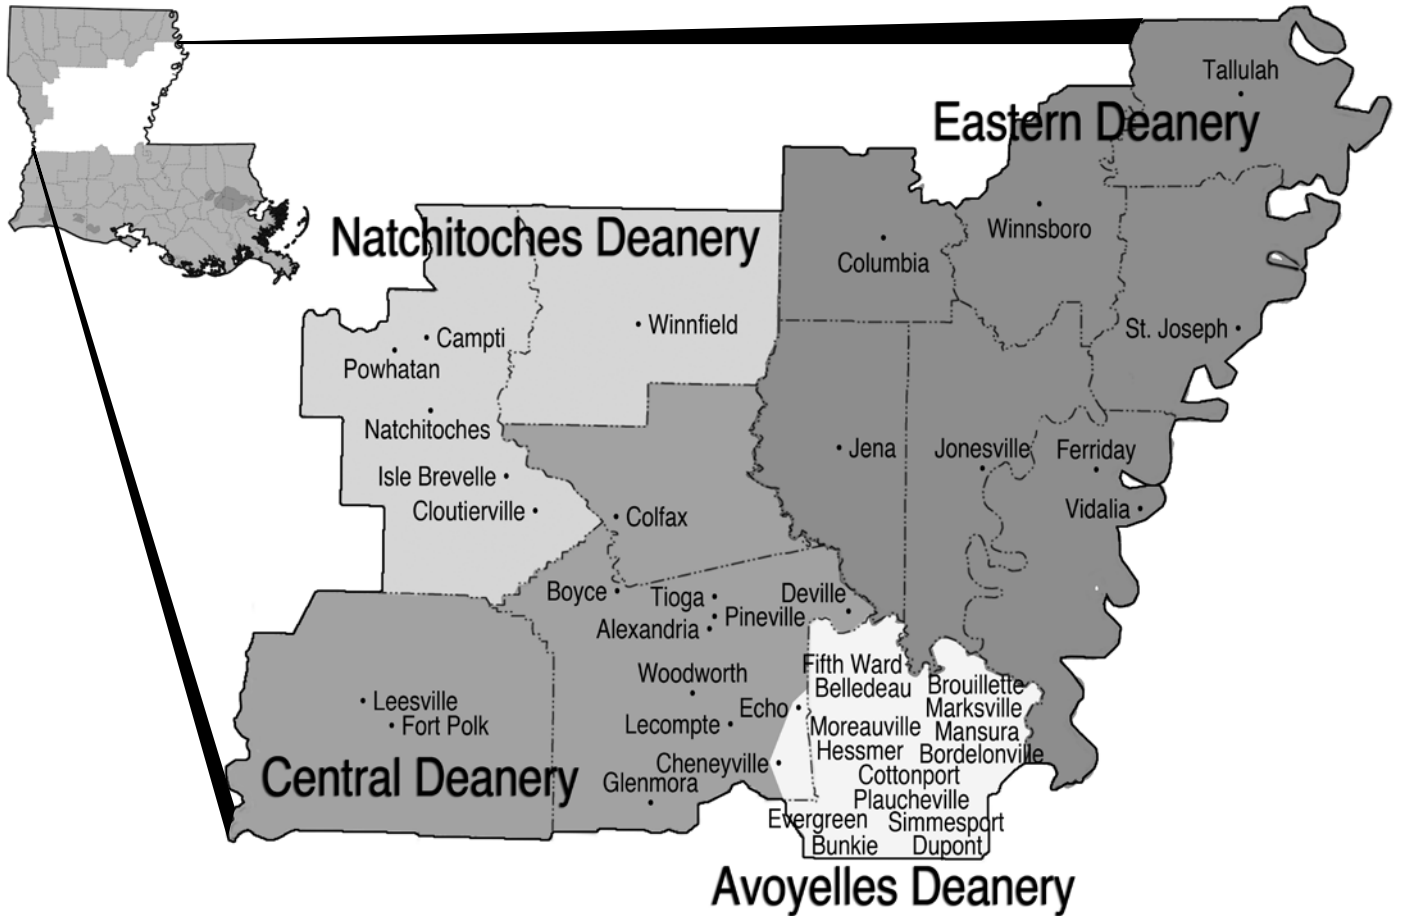 Tallulah
Eastern Deanery
Winnsboro
Natchitoches Deanery
Columbia
Winnfield
St. Joseph
Campti
Powhatan
Natchitoches
Jena
Jonesville
Ferriday
Isle Brevelle
Cloutierville
Colfax
Vidalia
Boyce
Tioga
Deville
Pineville
Alexandria
Fifth Ward
Woodworth
Belledeau
Brouillette
Leesville
Echo
Marksville
Fort Polk
Lecompte
Moreauville
Mansura
Hessmer
Bordelonville
Cheneyville
Central Deanery
Cottonport
Glenmora
Plaucheville
Evergreen
Simmesport
Bunkie
Dupont
Avoyelles Deanery